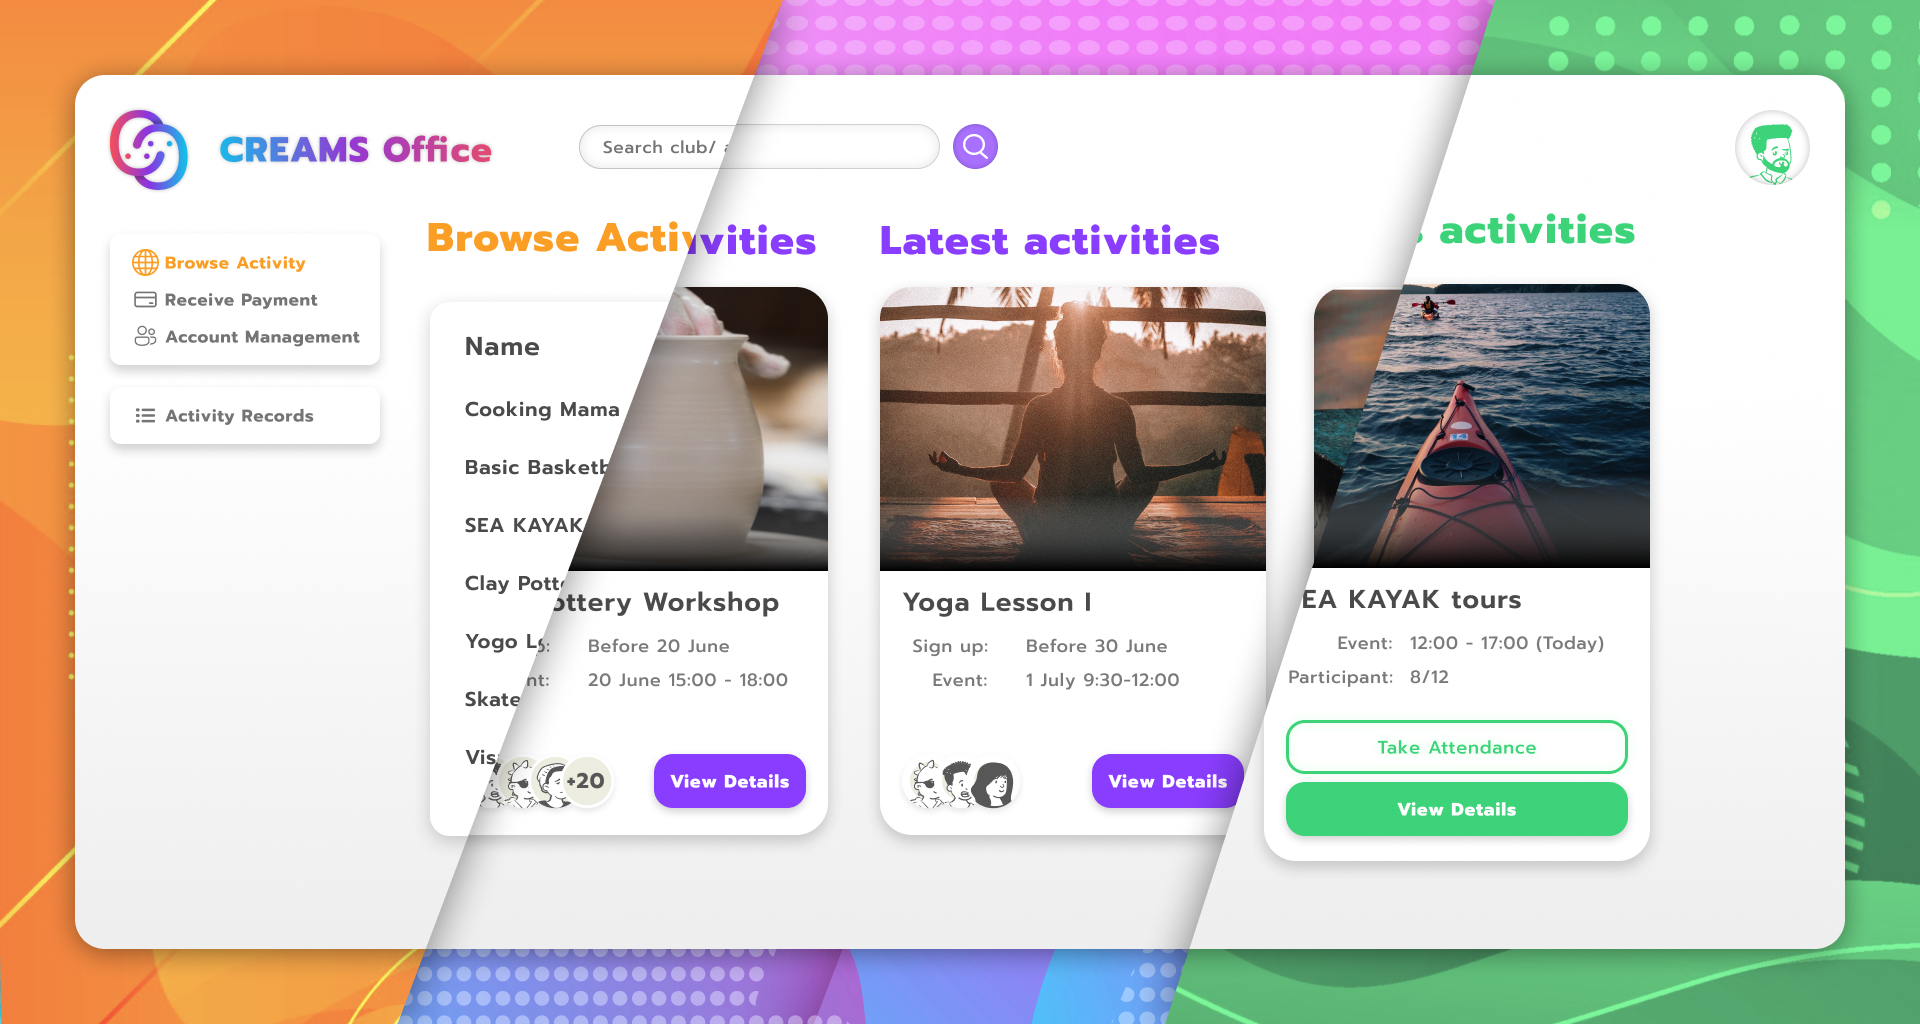 CREAMS Office
Search club/
Browse Activity
Receive Payment
Account Management
Activity Records
Browse Activities
Name
Cooking Mama
Basic Basketb
SEA KAYAK
Clay Potte
Yogo L
Skate
Vis
ottery Workshop
Before 20 June
nt: 20 June 15:00 - 18:00
+20
View Details
Latest activities
Yoga Lesson I
Sign up: Before 30 June
Event: 1 July 9:30-12:00
View Details
activities
EA KAYAK tours
Event: 12:00 - 17:00 (Today)
Participant: 8/12
Take Attendance
View Details